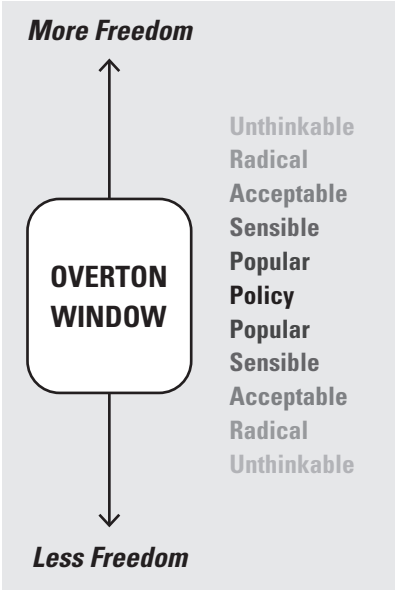 More Freedom
Unthinkable
Radical
Acceptable
Sensible
Popular
Policy
Popular
Sensible
Acceptable
Radical
Unthinkable
OVERTON
WINDOW
Less Freedom